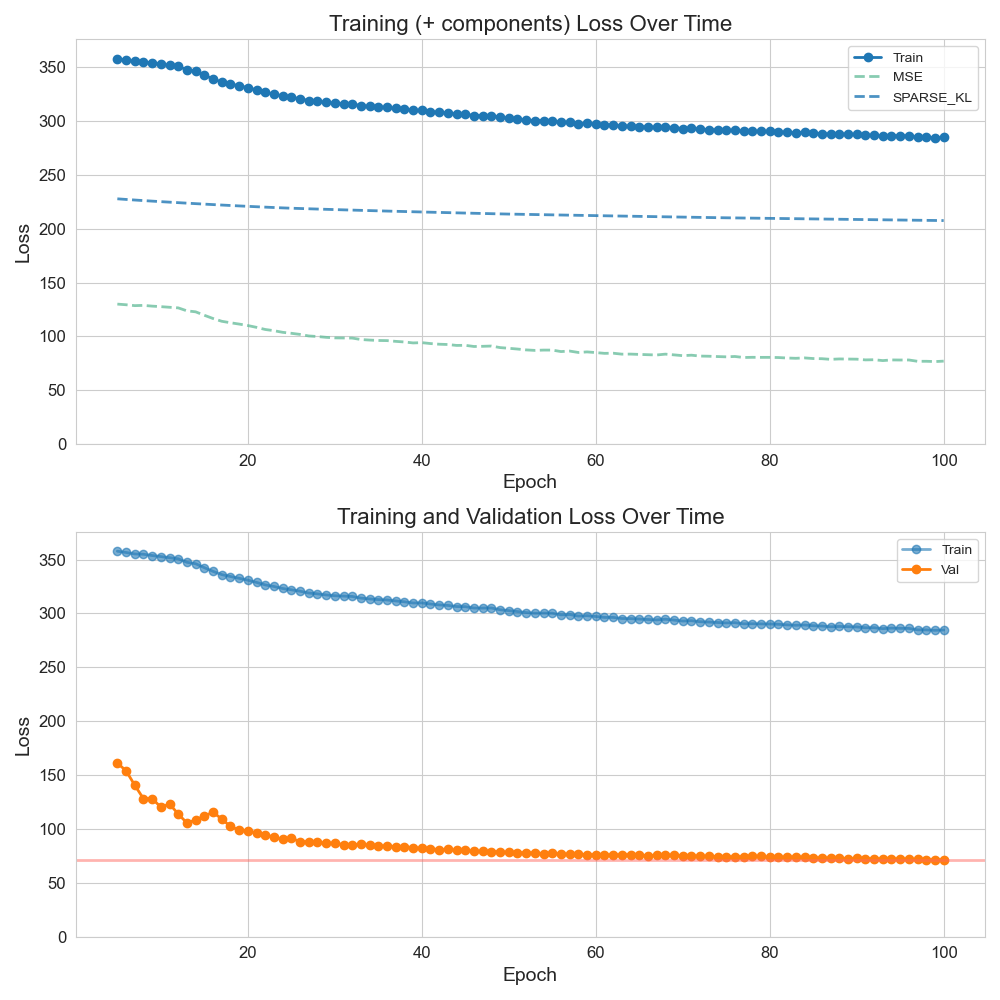 Training (+ components) Loss Over Time
Train
MSE
SPARSE_KL
350
300
250
200
150
100
50
0
Loss
20 40 60 80 100
Epoch
Training and Validation Loss Over Time
Train
Val
350
300
250
200
150
100
50
0
Loss
20 40 60 80 100
Epoch